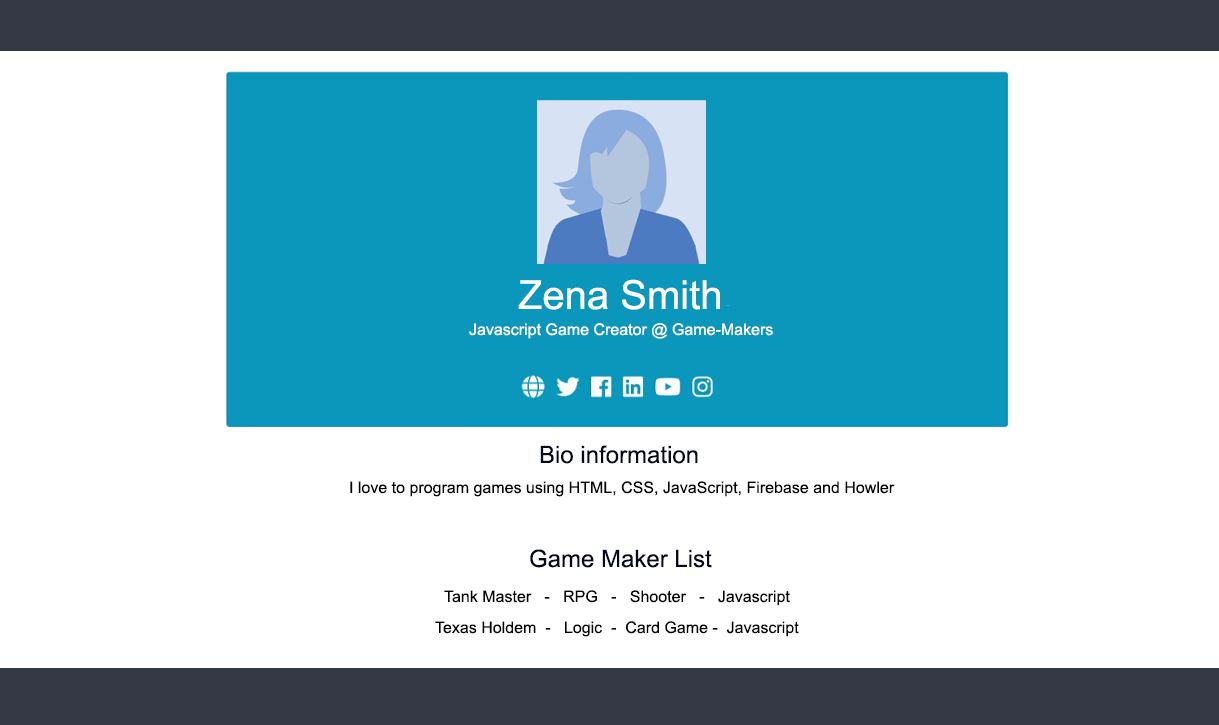 Zena Smith
Javascript Game Creator @ Game-Makers
Bio information
I love to program games using HTML, CSS, JavaScript, Firebase and Howler
Game Maker List
Tank Master - RPG - Shooter - Javascript
Texas Holdem - Logic - Card Game - Javascript